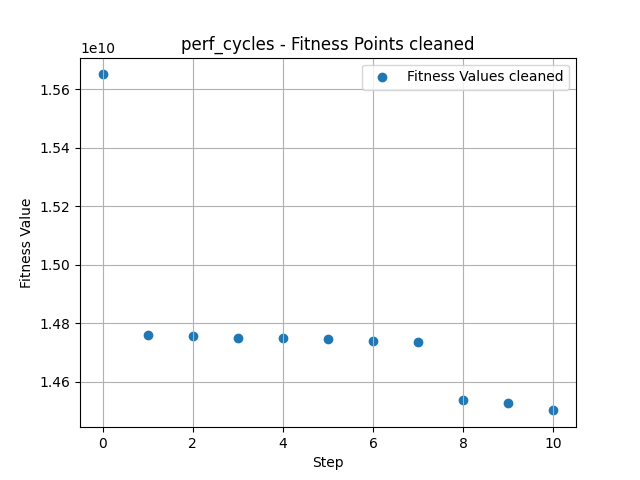 perf_cycles - Fitness Points cleaned
1e10
Fitness Values cleaned
1.56
1.54
1.52
1.50
1.48
1.46
Fitness Value
0 2 4 6 8 10
Step